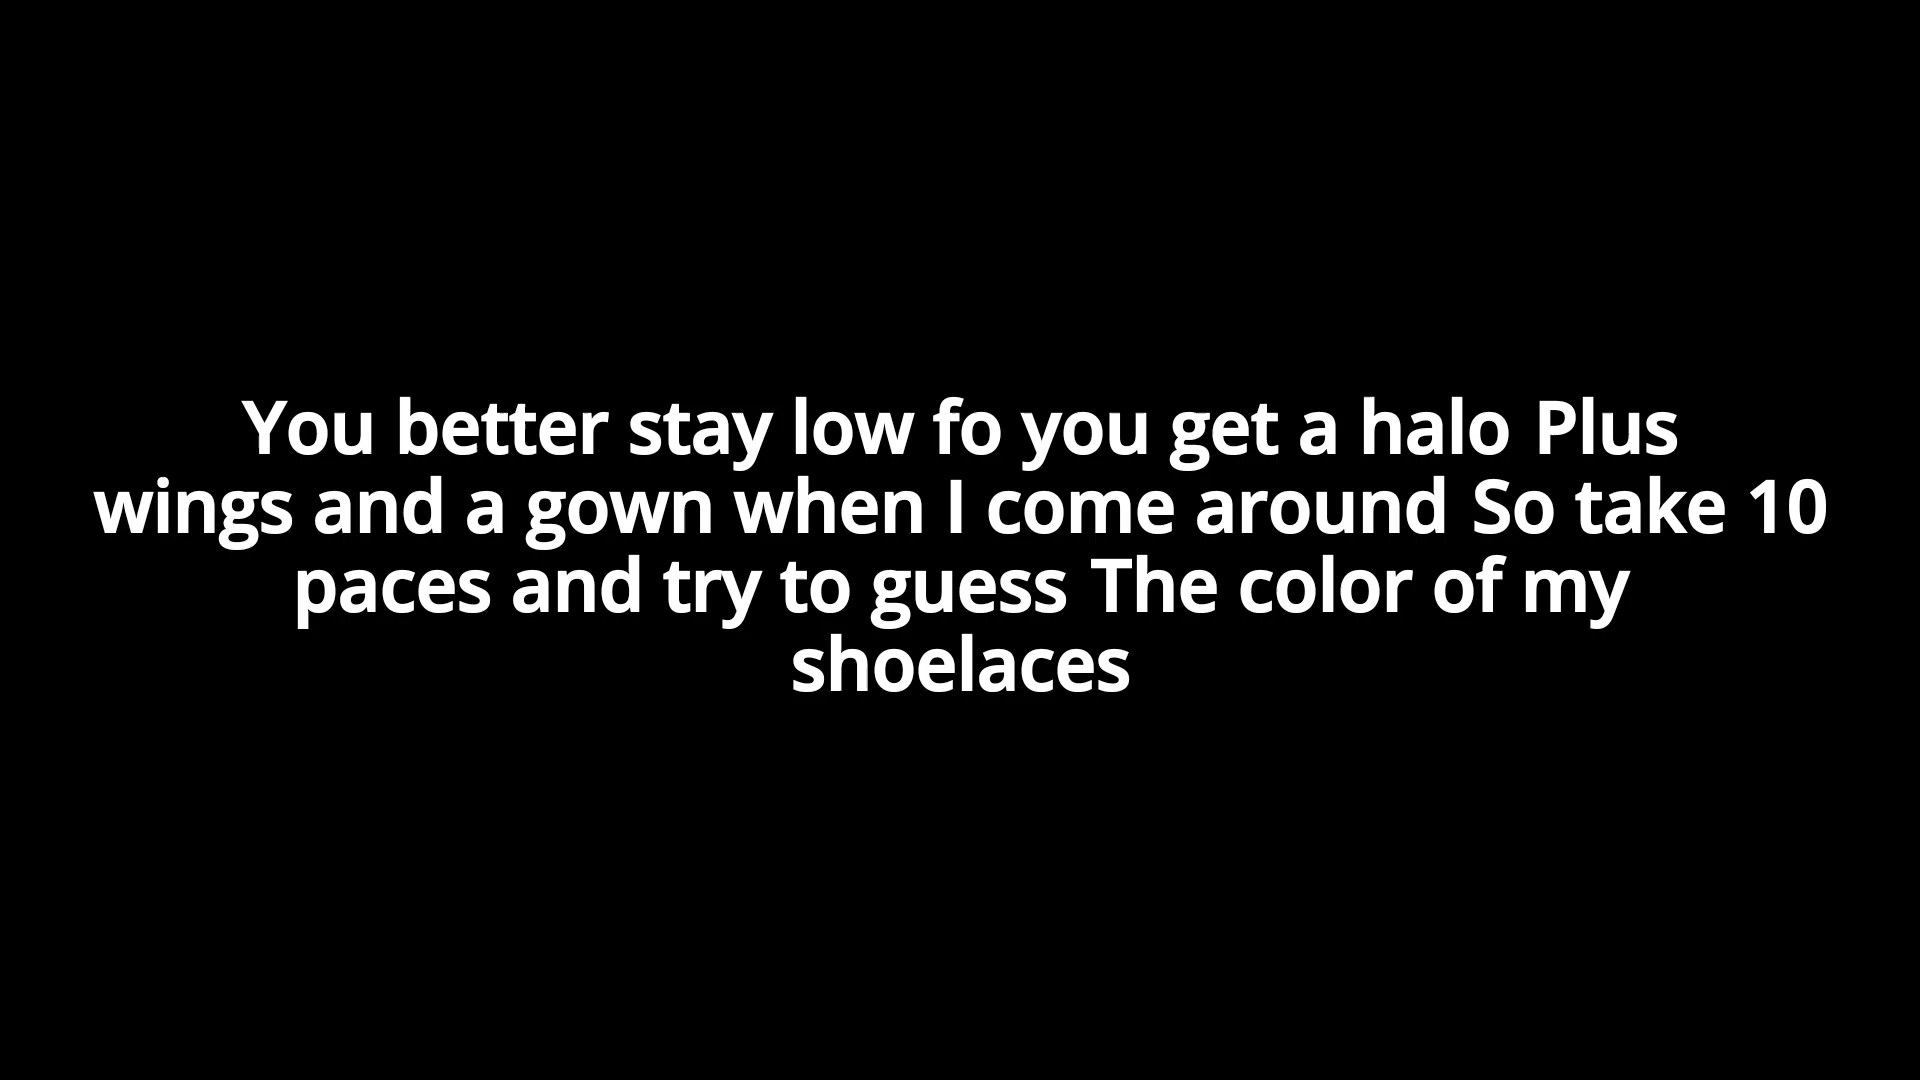 You better stay low fo you get a halo Plus
wings and a gown when I come around So take 10
paces and try to guess The color of my
shoelaces